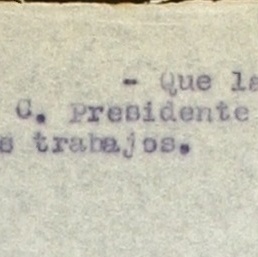 - Que la
C. Presidente
s trabajos.